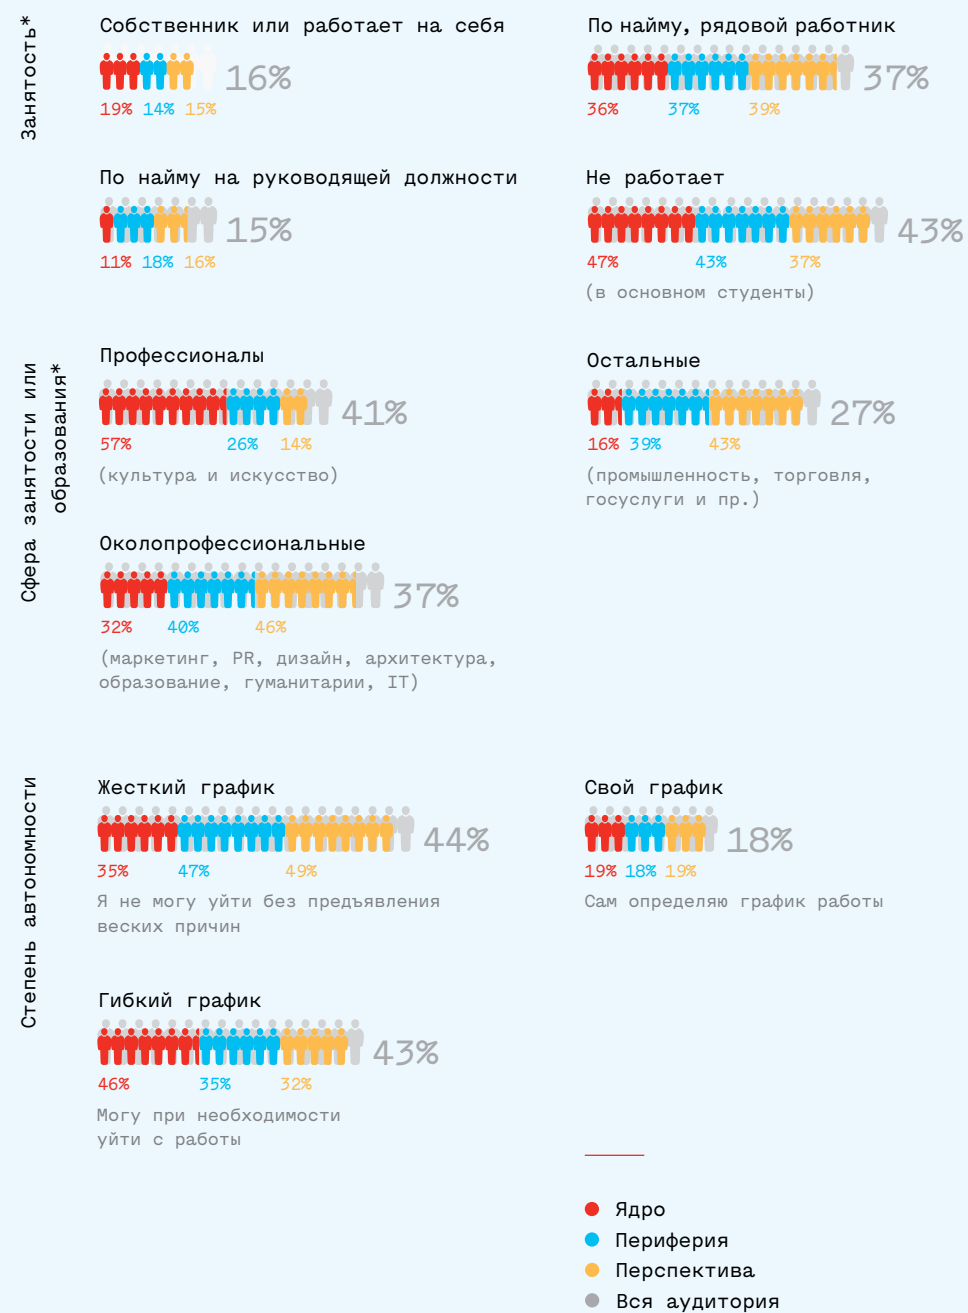 Занятость*
Собственник или работает на себя
16%
19% 14% 15%
По найму, рядовой работник
37%
36% 37% 39%
По найму на руководящей должности
15%
11% 18% 16%
Не работает
43%
47% 43% 37%
(в основном студенты)
Сфера занятости или
образования*
Профессионалы
41%
57% 26% 14%
(культура и искусство)
Остальные
27%
16% 39% 43%
(промышленность, торговля,
госуслуги и пр.)
Околопрофессиональные
37%
32% 40% 46%
(маркетинг, PR, дизайн, архитектура,
образование, гуманитарии, IT)
Степень автономности
Жесткий график
44%
35% 47% 49%
Я не могу уйти без предъявления
веских причин
Свой график
18%
19% 18% 19%
Сам определяю график работы
Гибкий график
43%
46% 35% 32%
Могу при необходимости
уйти с работы
Ядро
Периферия
Перспектива
Вся аудитория